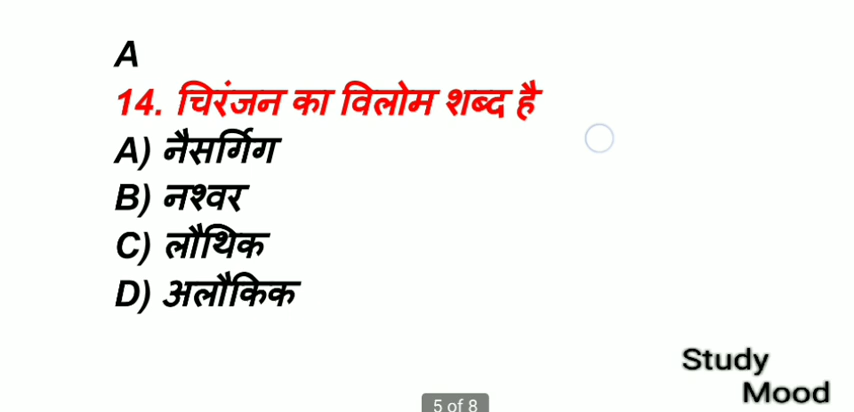 A
14. चिरंजन का विलोम शब्द है
A) नैसर्गिग
B) नश्वर
C) लौथिक
D) अलौकिक
Study
Mood
5 of 8